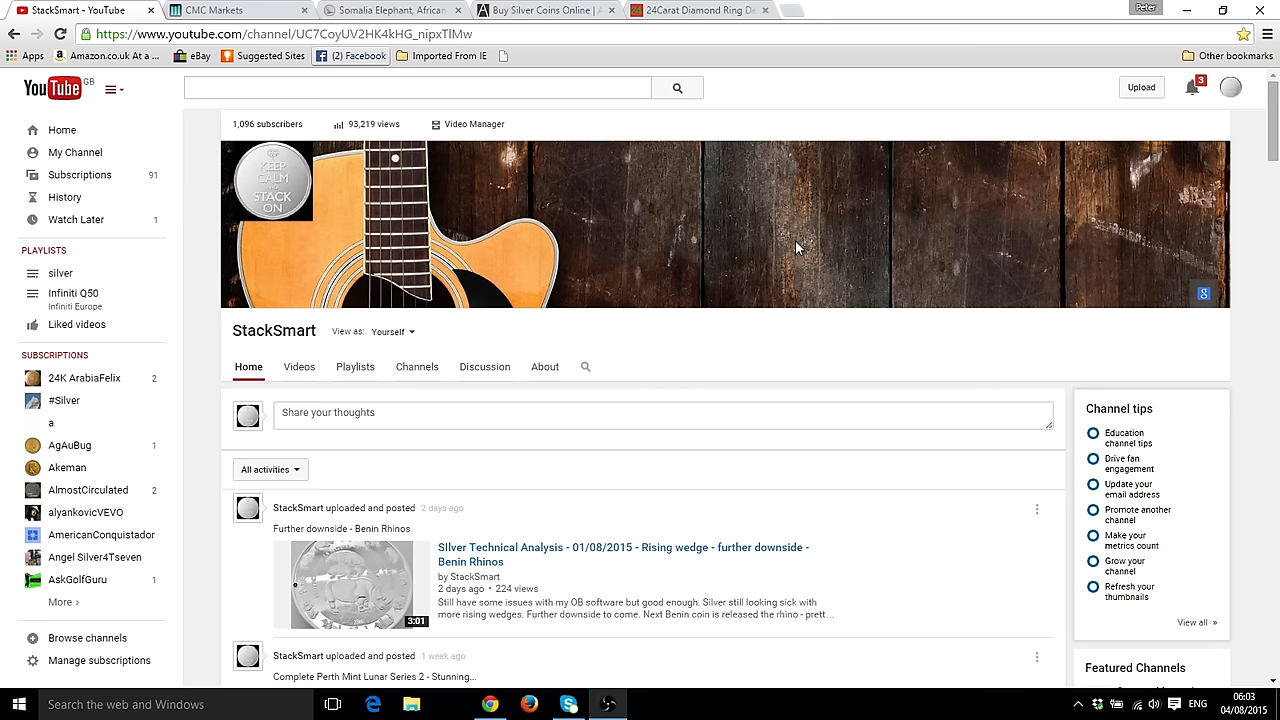 StackSmart - YouTube
CMC Markets
Somalia Elephant, African
Buy Silver Coins Online | A
24Carat Diamond Ring De
Peter
https://www.youtube.com/channel/UC7CoyUV2HK4kHG_nipxTlMw
Apps
Amazon.co.uk At a ...
eBay
Suggested Sites
(2) Facebook
Imported From IE
Other bookmarks
YouTube GB
Upload
3
Home
My Channel
Subscriptions 91
History
Watch Later 1
PLAYLISTS
silver
Infiniti Q50
Infiniti Europe
Liked videos
SUBSCRIPTIONS
24K ArabiaFelix 2
#Silver
a
AgAuBug 1
Akeman
AlmostCirculated 2
alyankovicVEVO
AmericanConquistador
Angel Silver4Tseven
AskGolfGuru 1
More ›
Browse channels
Manage subscriptions
1,096 subscribers
93,219 views
Video Manager
KEEP
CALM
STACK
ON
StackSmart
View as: Yourself
Home
Videos
Playlists
Channels
Discussion
About
Share your thoughts
All activities
StackSmart uploaded and posted 2 days ago
Further downside - Benin Rhinos
SIlver Technical Analysis - 01/08/2015 - Rising wedge - further downside -
Benin Rhinos
by StackSmart
2 days ago • 224 views
Still have some issues with my OB software but good enough. Silver still looking sick with
more rising wedges. Further downside to come. Next Benin coin is released the rhino - prett...
3:01
StackSmart uploaded and posted 1 week ago
Complete Perth Mint Lunar Series 2 - Stunning...
Channel tips
Education
channel tips
Drive fan
engagement
Update your
email address
Promote another
channel
Make your
metrics count
Grow your
channel
Refresh your
thumbnails
View all »
Featured Channels
Search the web and Windows
ENG
06:03
04/08/2015